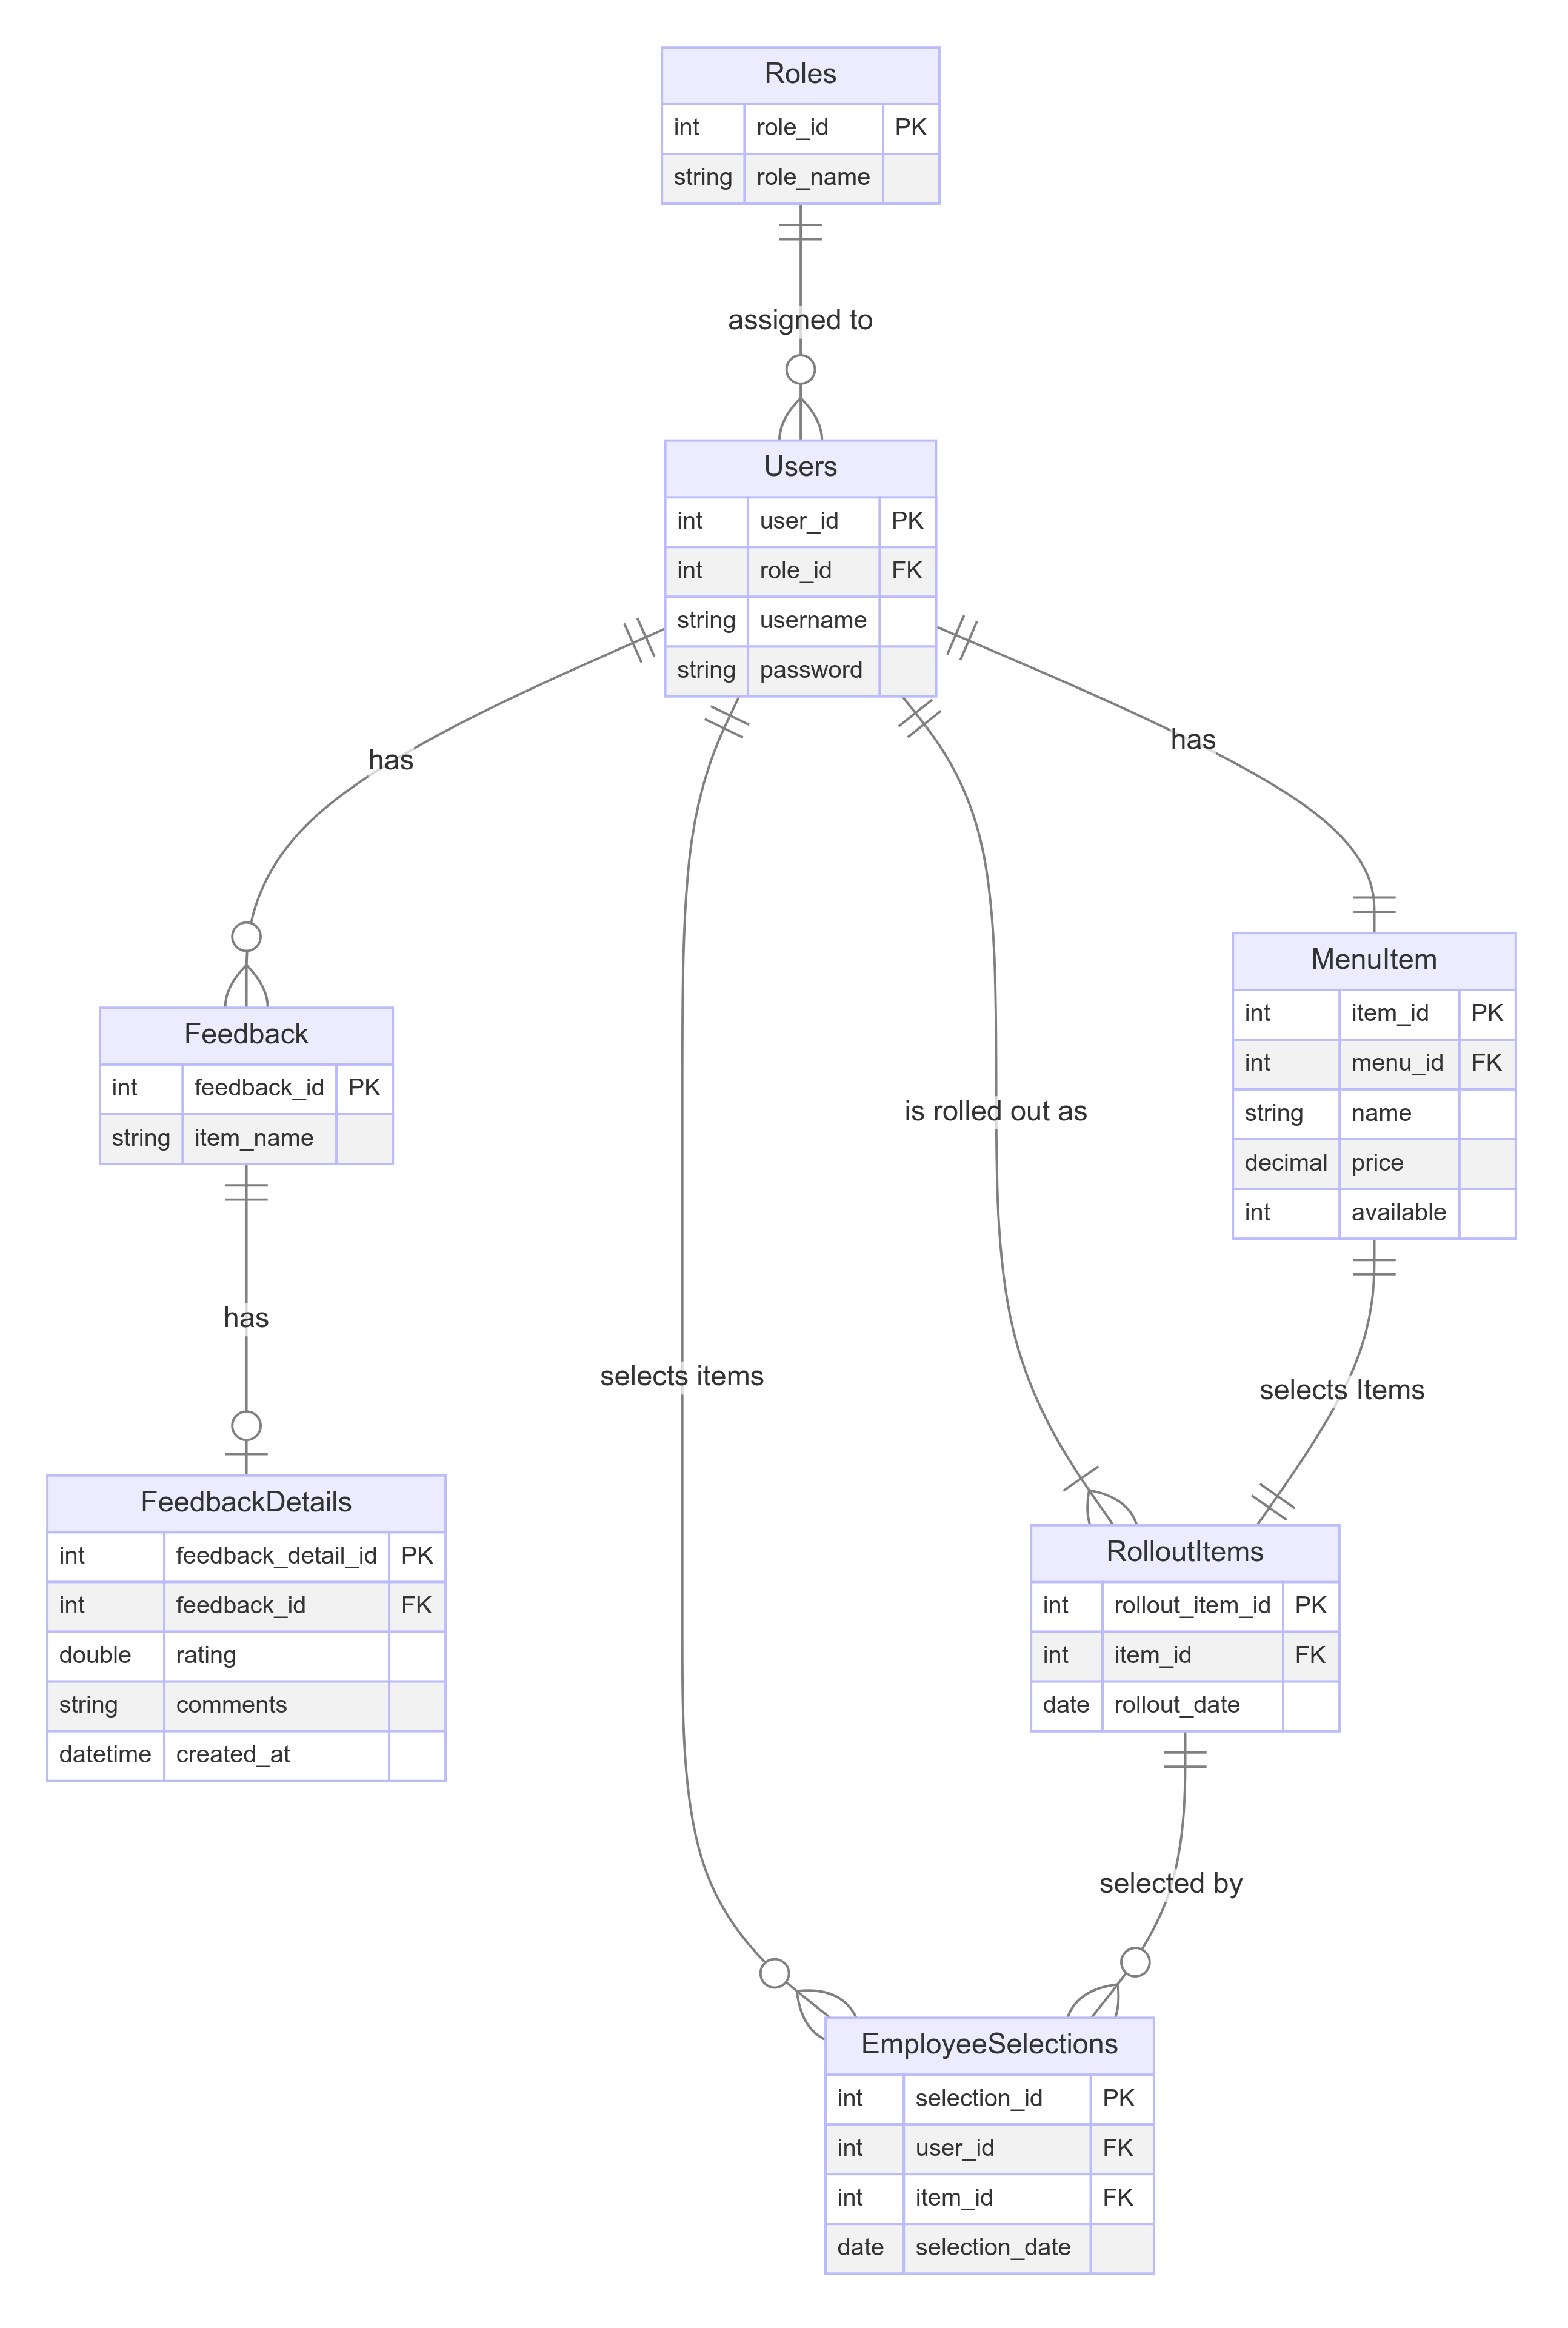 Roles
int role_id PK
string role_name
assigned to
Users
int user_id PK
int role_id FK
string username
string password
has
has
Feedback
int feedback_id PK
string item_name
MenuItem
int item_id PK
int menu_id FK
string name
decimal price
int available
is rolled out as
has
selects items
selects Items
FeedbackDetails
int feedback_detail_id PK
int feedback_id FK
double rating
string comments
datetime created_at
RolloutItems
int rollout_item_id PK
int item_id FK
date rollout_date
selected by
EmployeeSelections
int selection_id PK
int user_id FK
int item_id FK
date selection_date